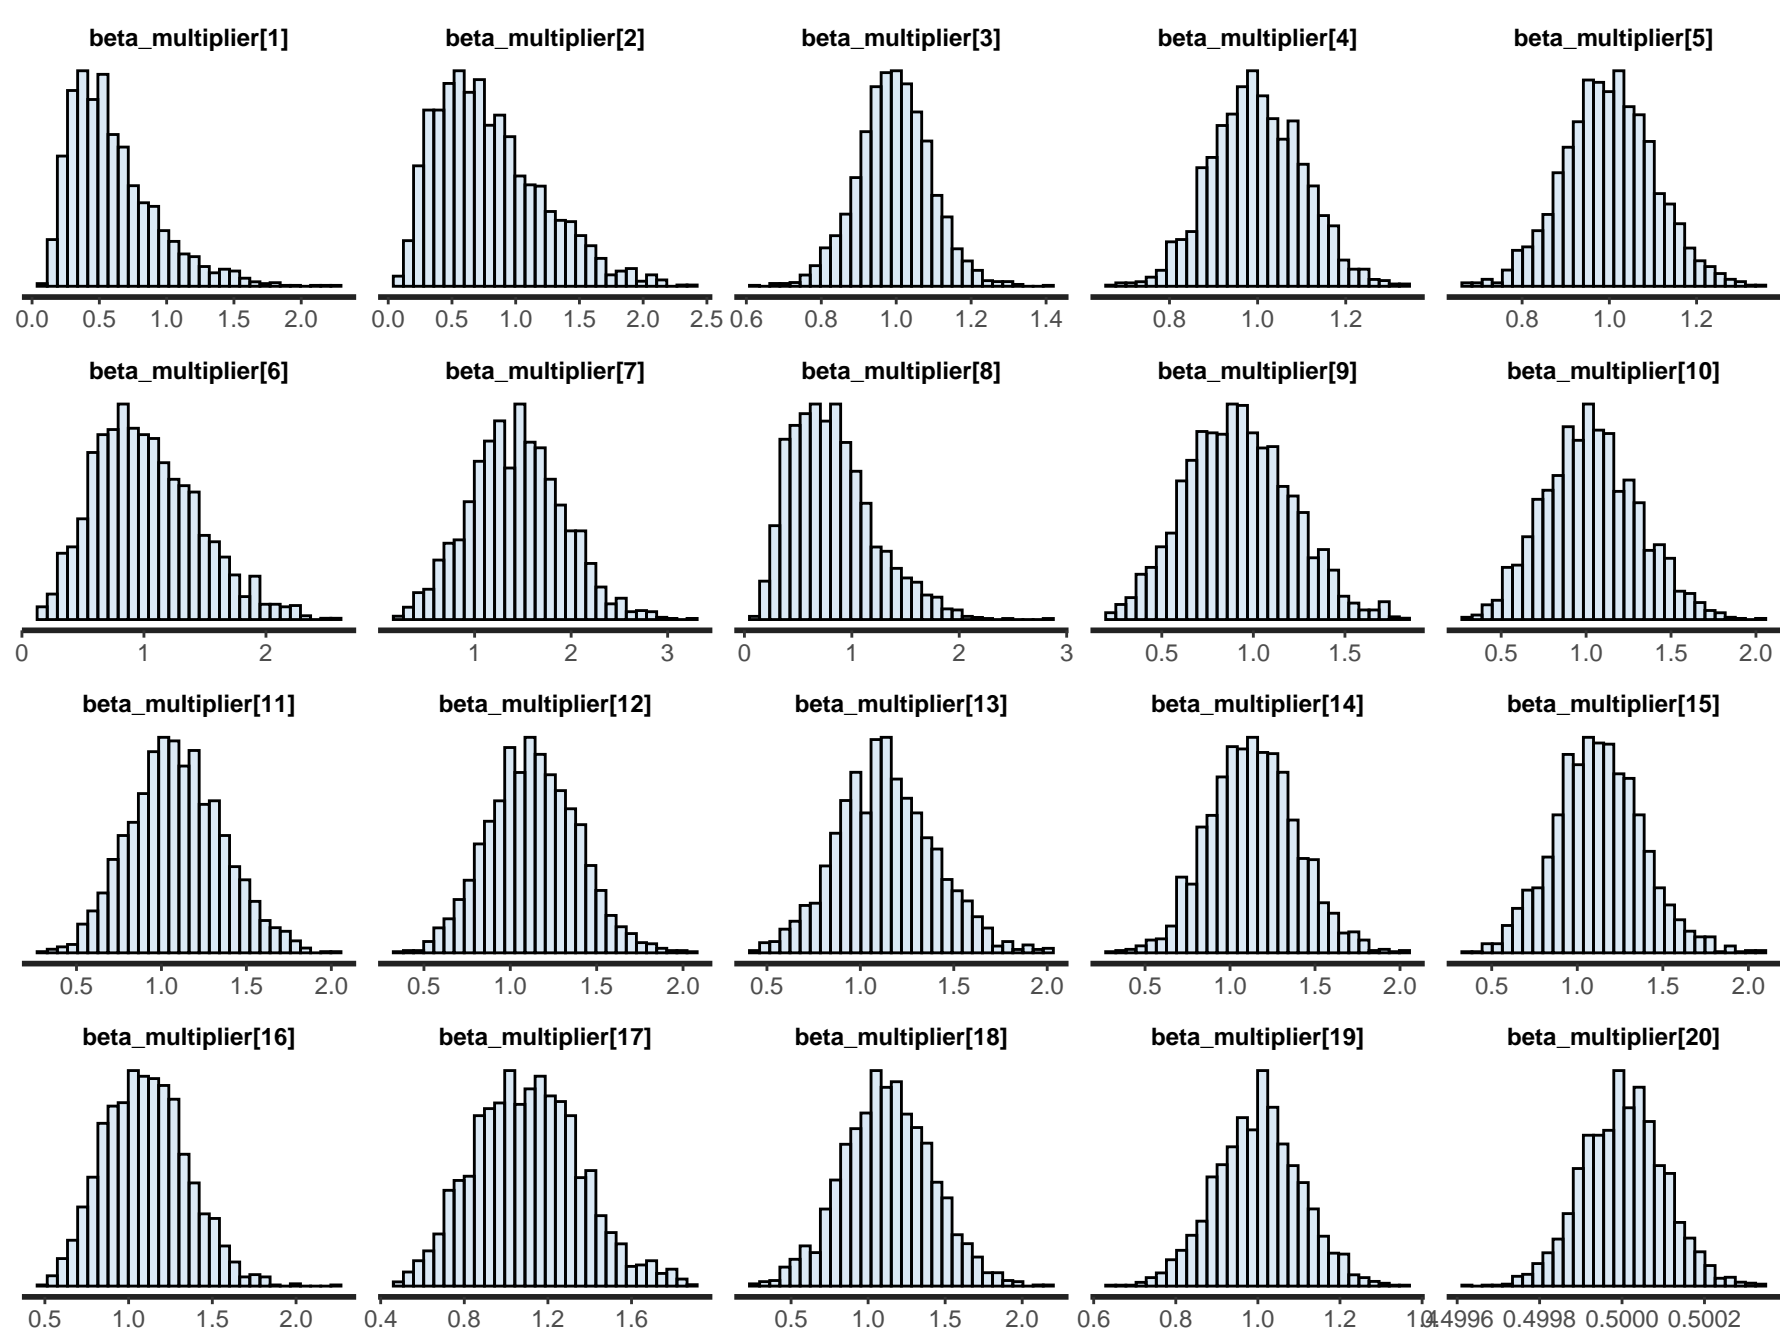 beta_multiplier[1] beta_multiplier[2] beta_multiplier[3] beta_multiplier[4] beta_multiplier[5]
0.0 0.5 1.0 1.5 2.0 0.0 0.5 1.0 1.5 2.0 2.5 0.6 0.8 1.0 1.2 1.4 0.8 1.0 1.2 0.8 1.0 1.2
beta_multiplier[6] beta_multiplier[7] beta_multiplier[8] beta_multiplier[9] beta_multiplier[10]
0 1 2 1 2 3 0 1 2 3 0.5 1.0 1.5 0.5 1.0 1.5 2.0
beta_multiplier[11] beta_multiplier[12] beta_multiplier[13] beta_multiplier[14] beta_multiplier[15]
0.5 1.0 1.5 2.0 0.5 1.0 1.5 2.0 0.5 1.0 1.5 2.0 0.5 1.0 1.5 2.0 0.5 1.0 1.5 2.0
beta_multiplier[16] beta_multiplier[17] beta_multiplier[18] beta_multiplier[19] beta_multiplier[20]
0.5 1.0 1.5 2.0 0.4 0.8 1.2 1.6 0.5 1.0 1.5 2.0 0.6 0.8 1.0 1.2 1.4 0.4996 0.4998 0.5000 0.5002